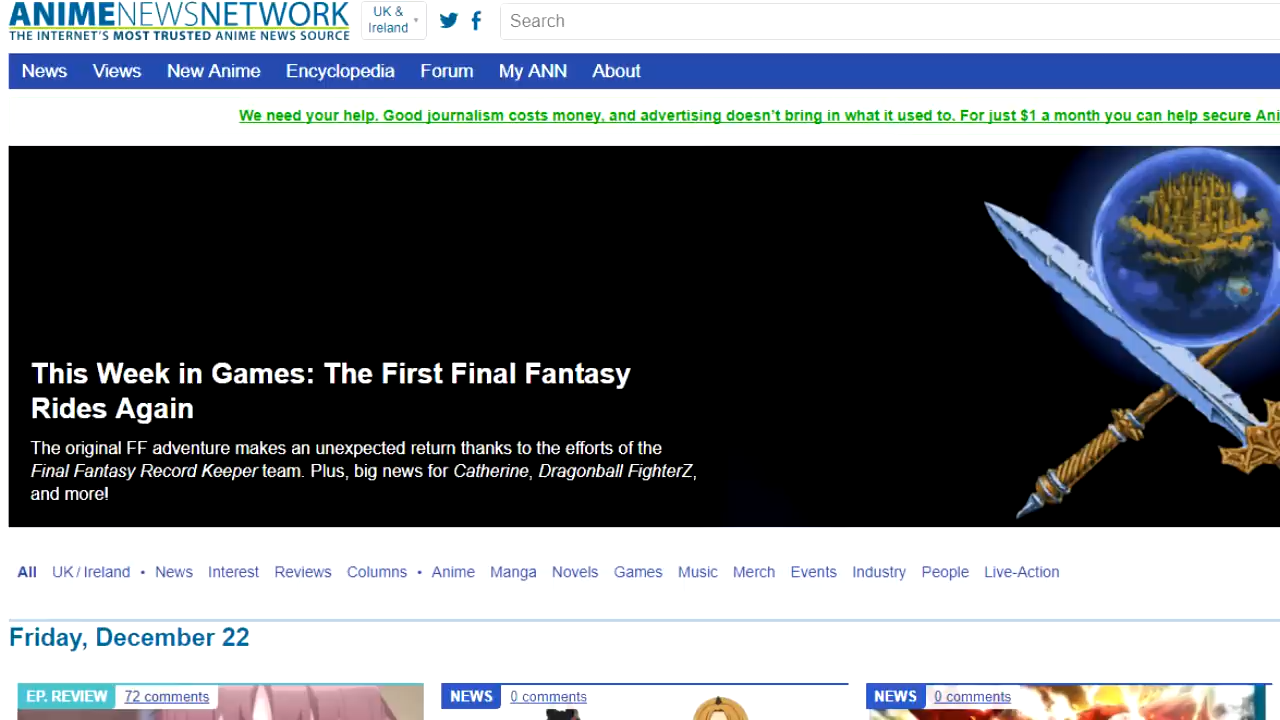 ANIMENEWSNETWORK
THE INTERNET'S MOST TRUSTED ANIME NEWS SOURCE
UK &
Ireland
Search
News Views New Anime Encyclopedia Forum My ANN About
We need your help. Good journalism costs money, and advertising doesn't bring in what it used to. For just $1 a month you can help secure Ani
This Week in Games: The First Final Fantasy
Rides Again
The original FF adventure makes an unexpected return thanks to the efforts of the
Final Fantasy Record Keeper team. Plus, big news for Catherine, Dragonball FighterZ,
and more!
All UK / Ireland • News Interest Reviews Columns • Anime Manga Novels Games Music Merch Events Industry People Live-Action
Friday, December 22
EP. REVIEW 72 comments
NEWS 0 comments
NEWS 0 comments